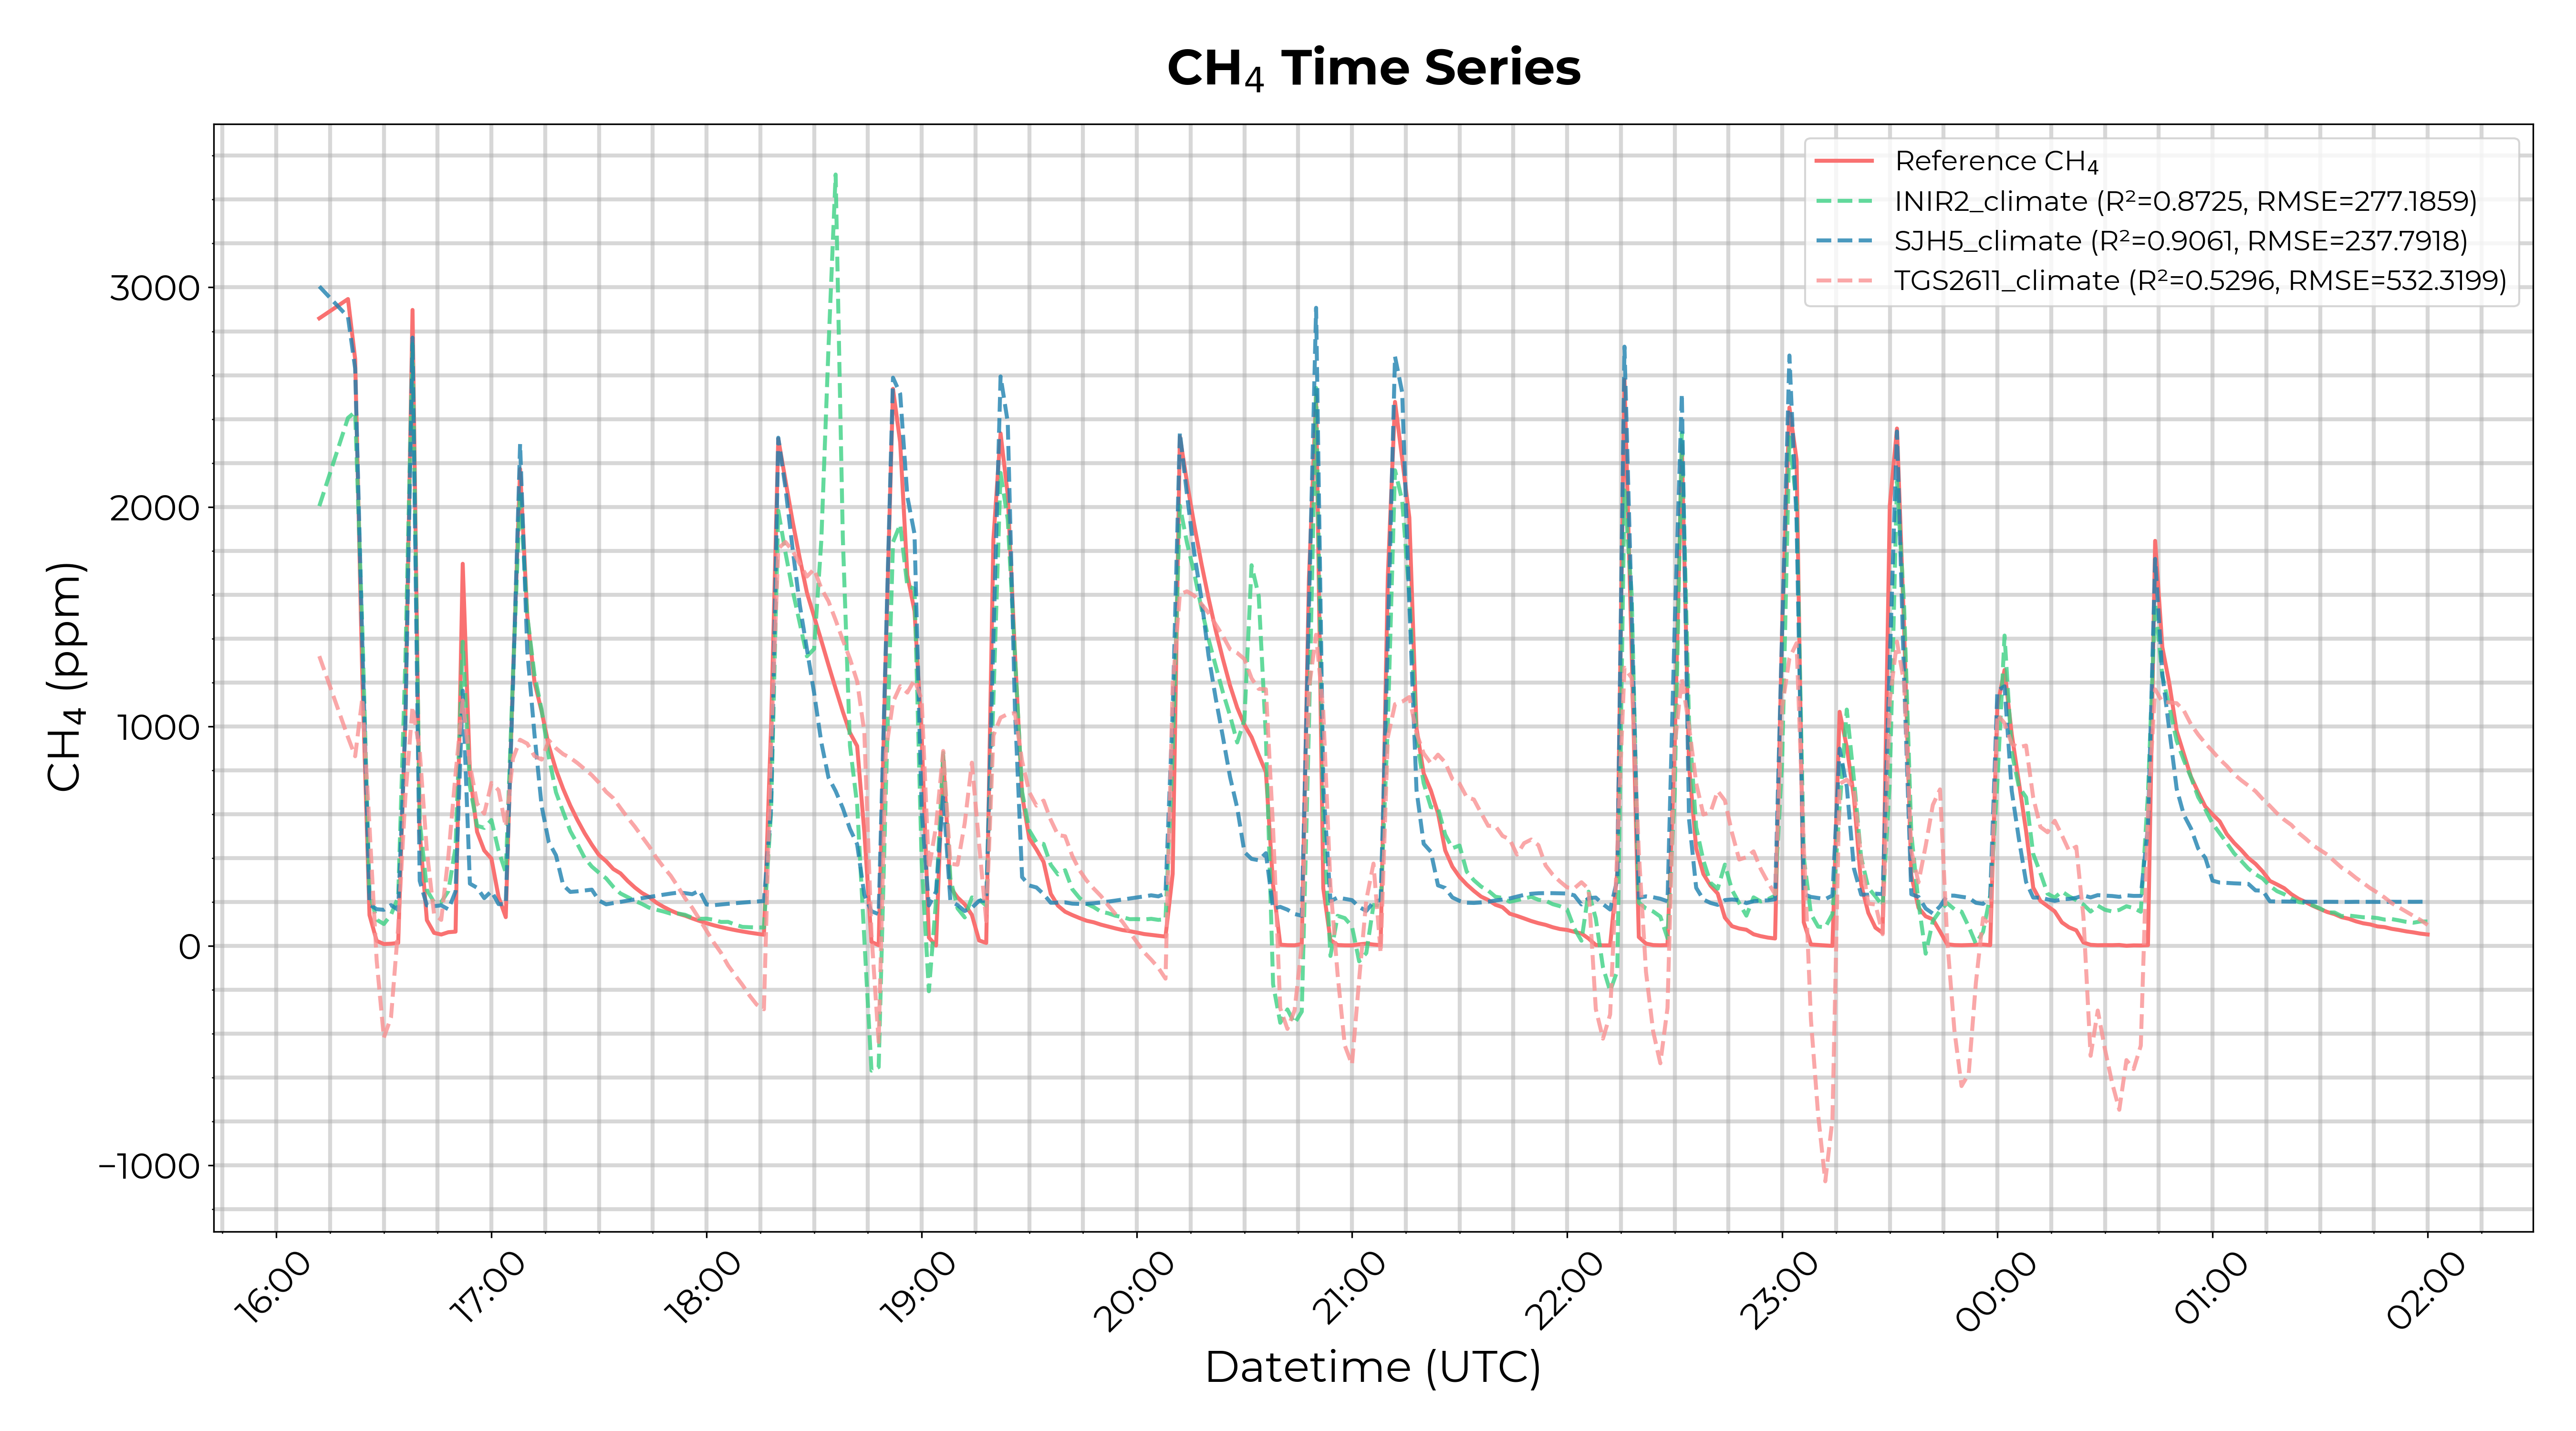 CH₄ Time Series
Reference CH₄
INIR2_climate (R²=0.8725, RMSE=277.1859)
SJH5_climate (R²=0.9061, RMSE=237.7918)
TGS2611_climate (R²=0.5296, RMSE=532.3199)
CH₄ (ppm)
3000
2000
1000
0
−1000
16:00 17:00 18:00 19:00 20:00 21:00 22:00 23:00 00:00 01:00 02:00
Datetime (UTC)